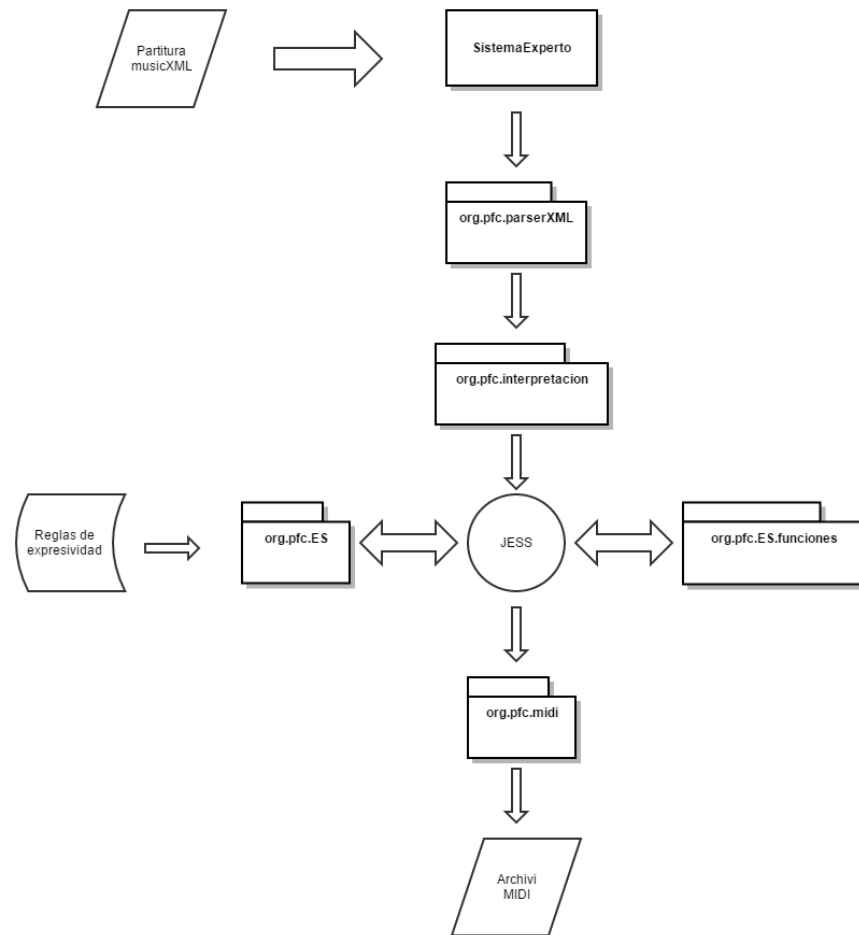 Partitura
musicXML
SistemaExperto
org.pfc.parserXML
org.pfc.interpretacion
Reglas de
expresividad
org.pfc.ES
JESS
org.pfc.ES.funciones
org.pfc.midi
Archivi
MIDI